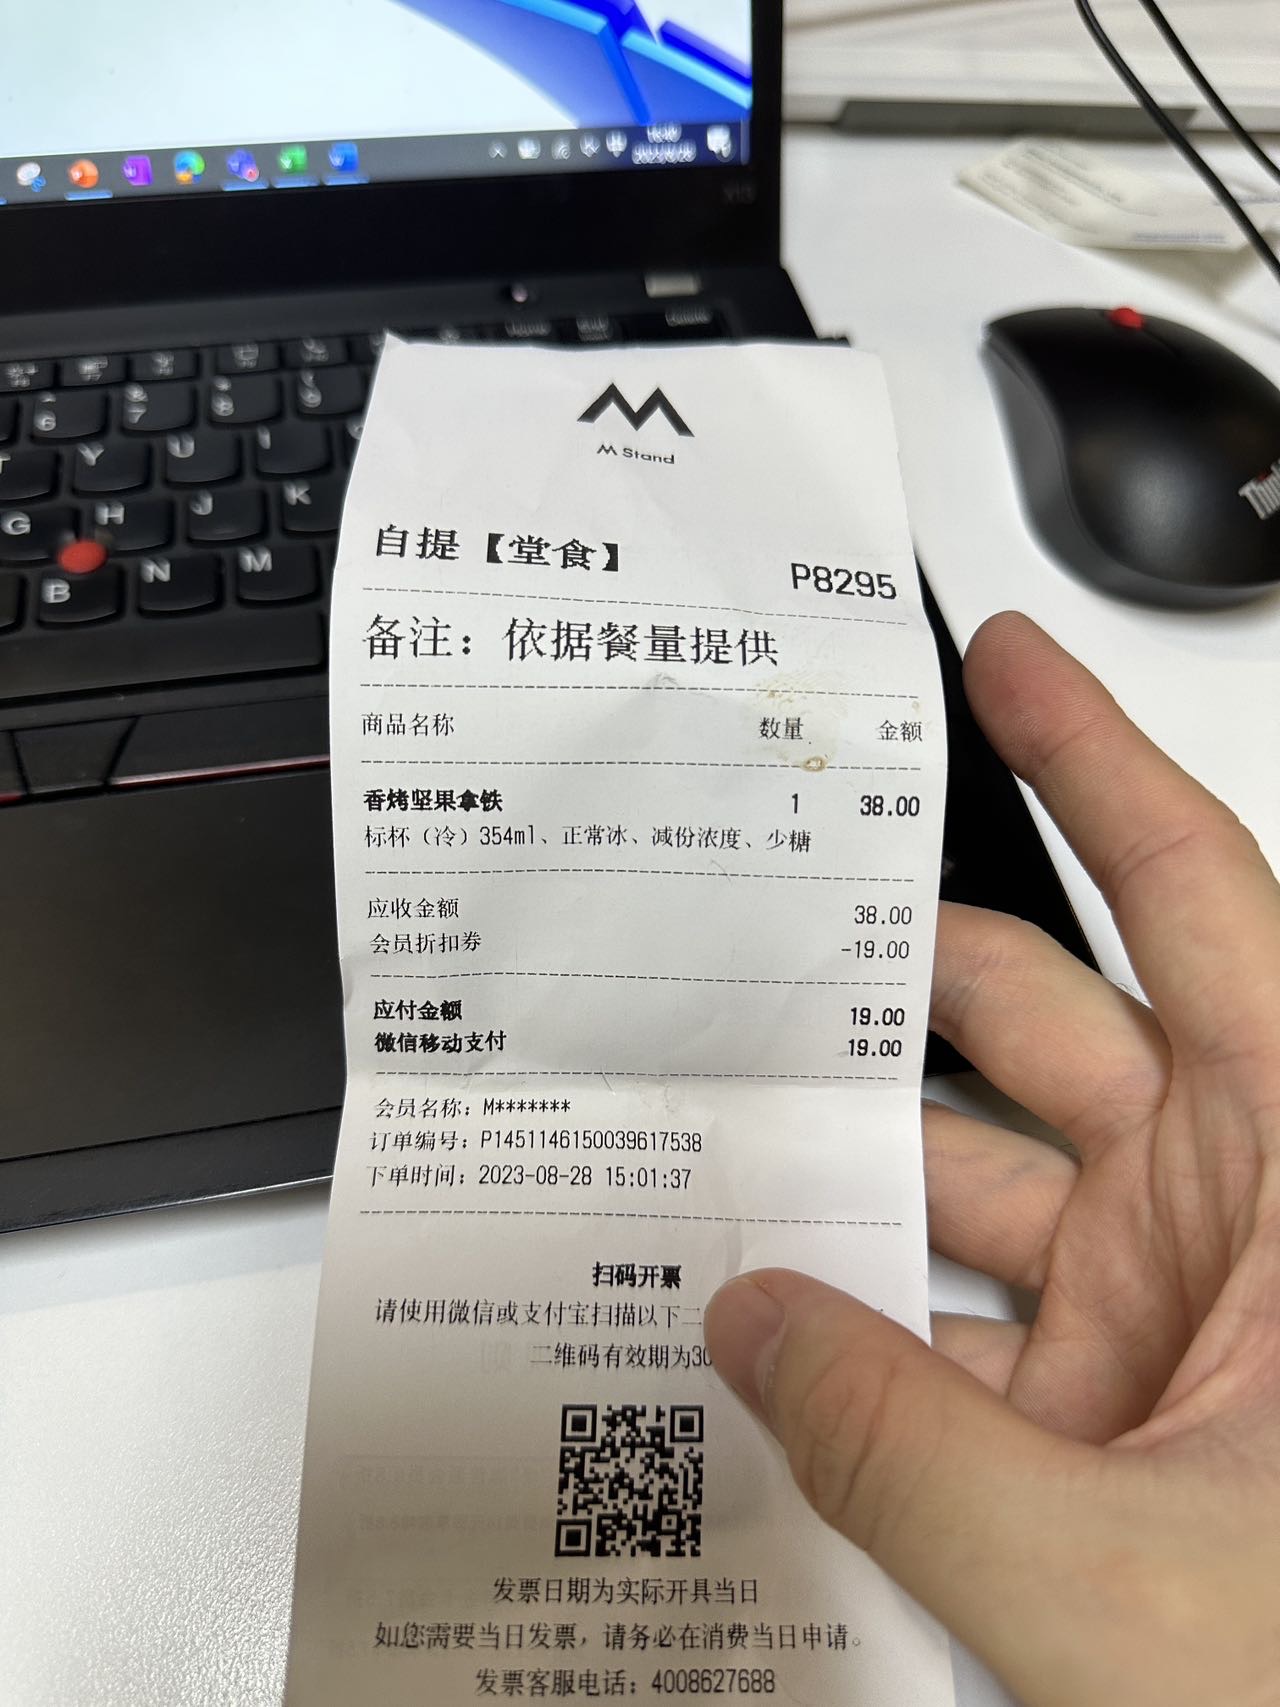 M Stand
自提【堂食】 P8295
备注：依据餐量提供
商品名称 数量 金额
香烤坚果拿铁 1 38.00
标杯（冷）354ml、正常冰、减份浓度、少糖
应收金额 38.00
会员折扣券 -19.00
应付金额 19.00
微信移动支付 19.00
会员名称：M*******
订单编号：P1451146150039617538
下单时间：2023-08-28 15:01:37
扫码开票
请使用微信或支付宝扫描以下二
二维码有效期为30
发票日期为实际开具当日
如您需要当日发票，请务必在消费当日申请。
发票客服电话：4008627688
Y U I
G H J K
B N M
X13
Think